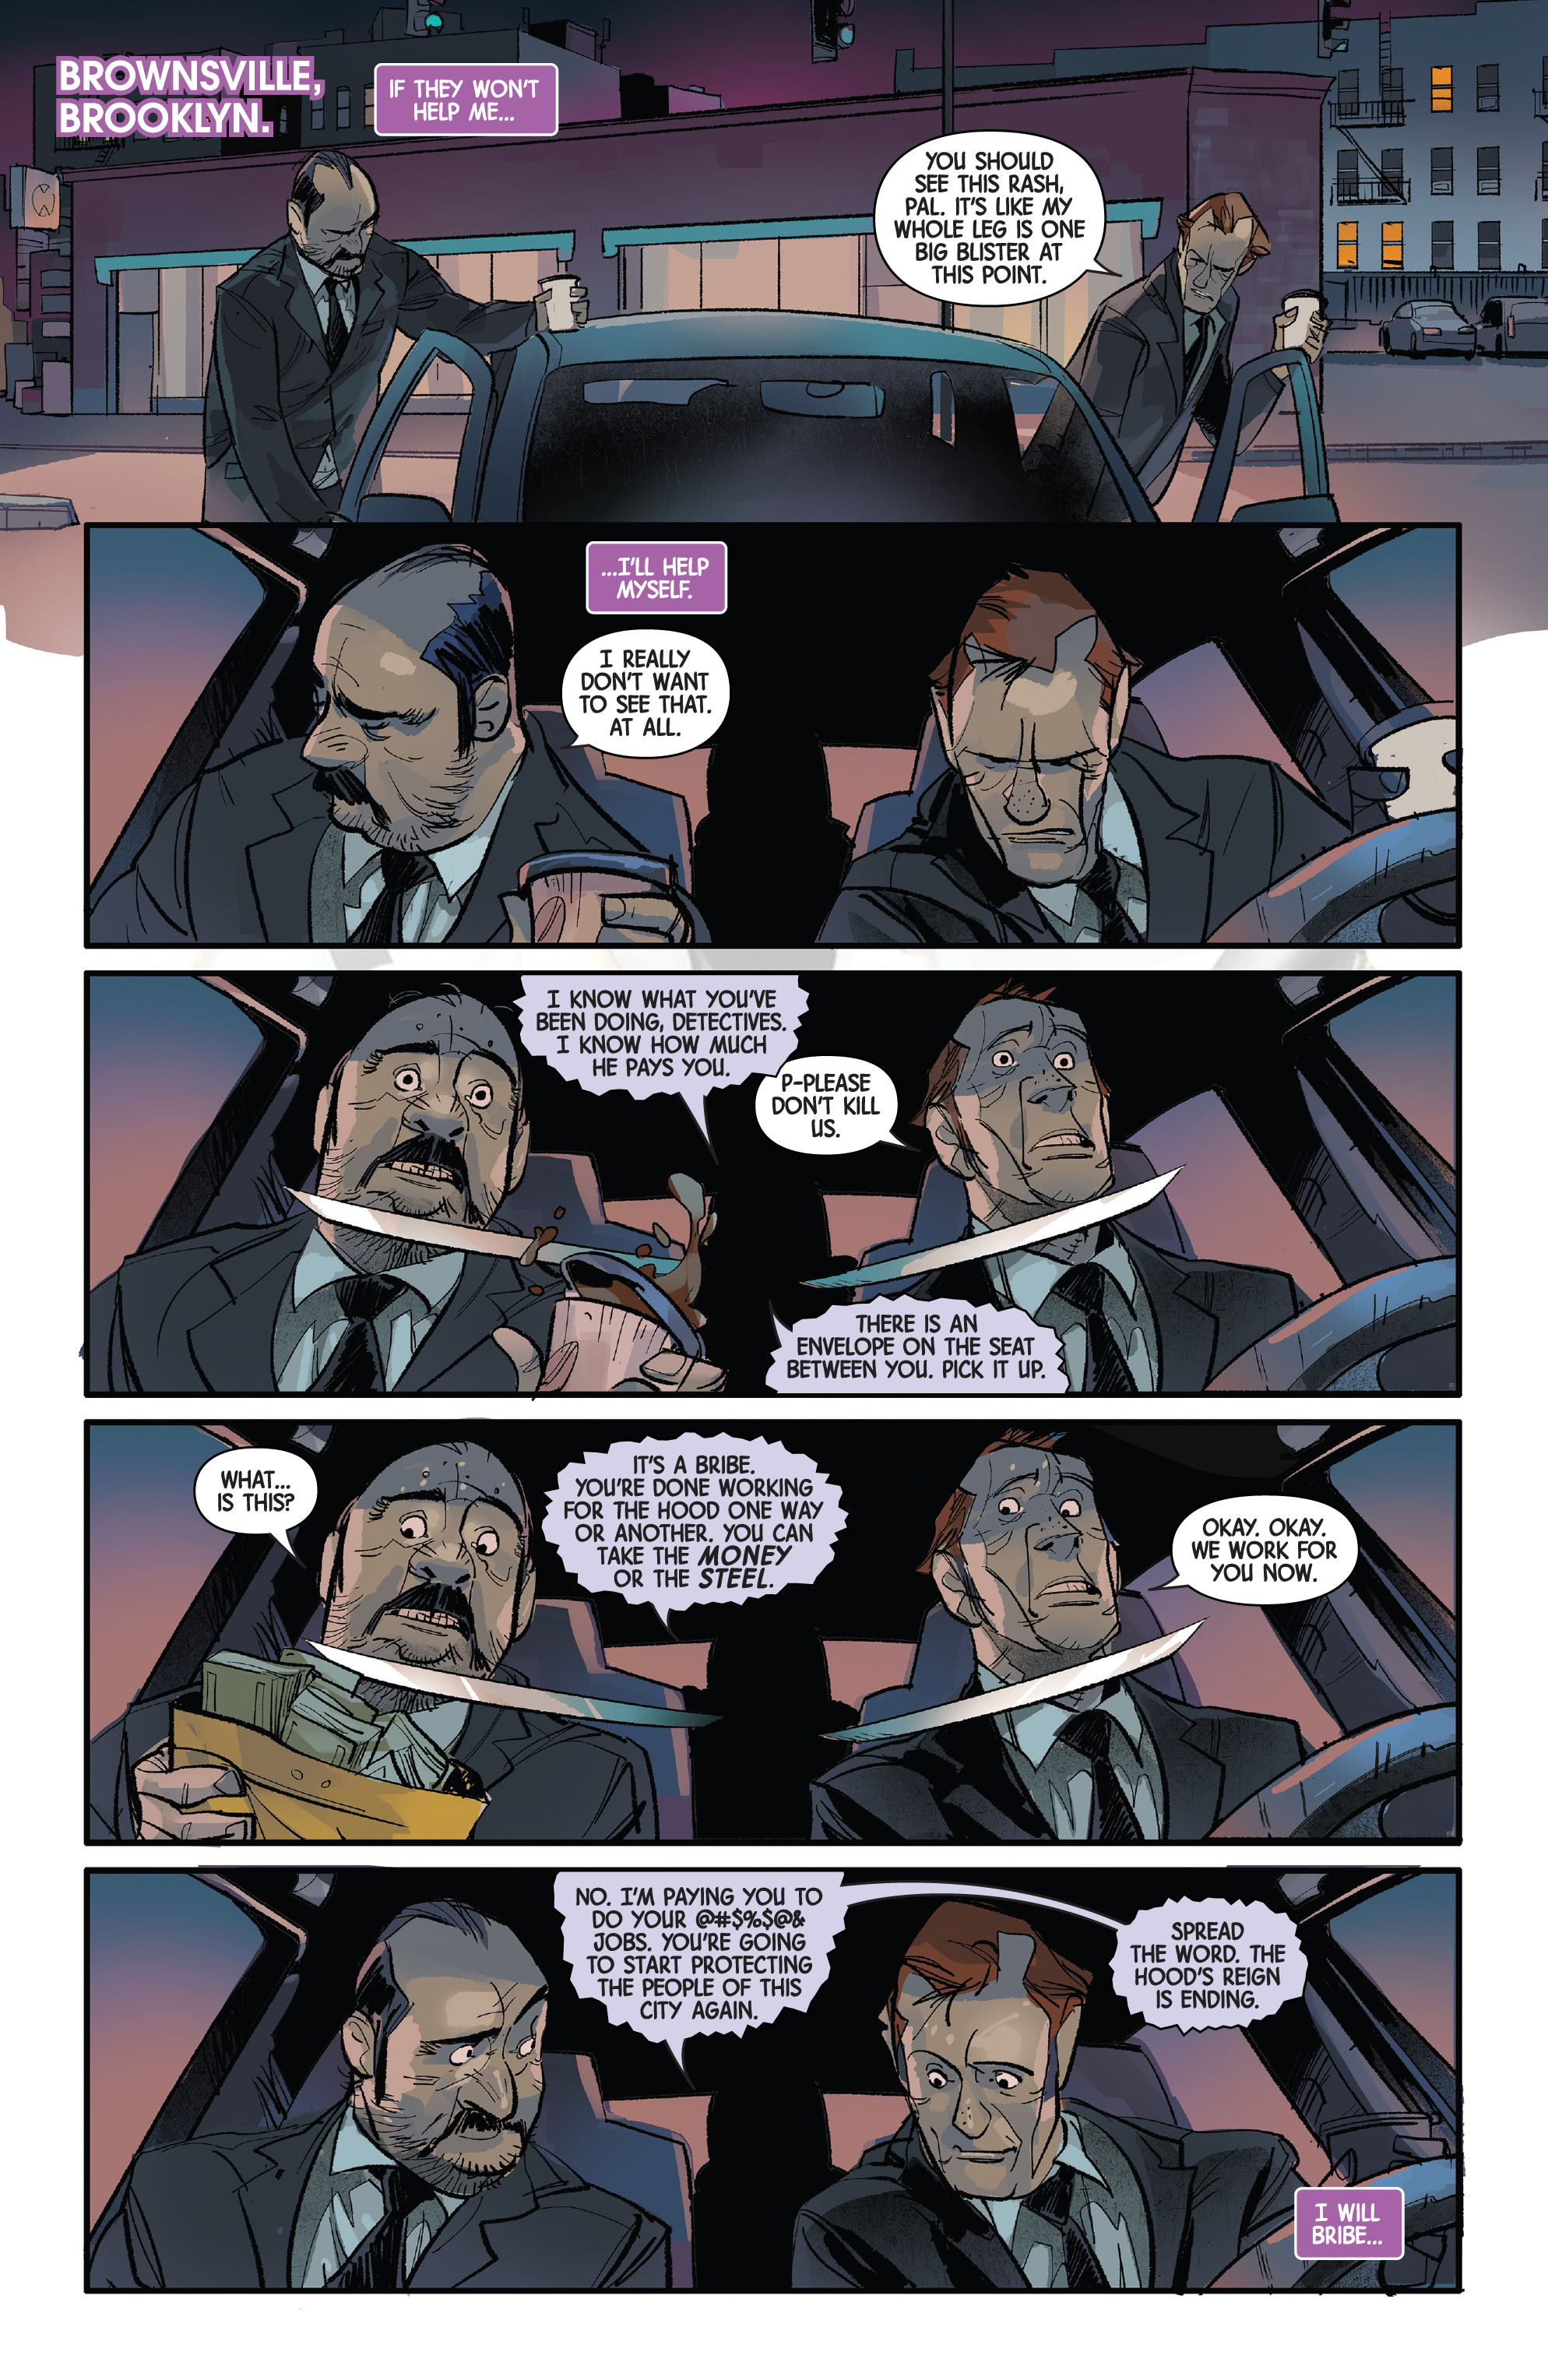 BROWNSVILLE,
BROOKLYN.
IF THEY WON'T
HELP ME...
YOU SHOULD
SEE THIS RASH,
PAL. IT'S LIKE MY
WHOLE LEG IS ONE
BIG BLISTER AT
THIS POINT.
...I'LL HELP
MYSELF.
I REALLY
DON'T WANT
TO SEE THAT.
AT ALL.
I KNOW WHAT YOU'VE
BEEN DOING, DETECTIVES.
I KNOW HOW MUCH
HE PAYS YOU.
P-PLEASE
DON'T KILL
US.
THERE IS AN
ENVELOPE ON THE SEAT
BETWEEN YOU. PICK IT UP.
WHAT...
IS THIS?
IT'S A BRIBE.
YOU'RE DONE WORKING
FOR THE HOOD ONE WAY
OR ANOTHER. YOU CAN
TAKE THE MONEY
OR THE STEEL.
OKAY. OKAY.
WE WORK FOR
YOU NOW.
NO. I'M PAYING YOU TO
DO YOUR @#$%$@&
JOBS. YOU'RE GOING
TO START PROTECTING
THE PEOPLE OF THIS
CITY AGAIN.
SPREAD
THE WORD. THE
HOOD'S REIGN
IS ENDING.
I WILL
BRIBE...